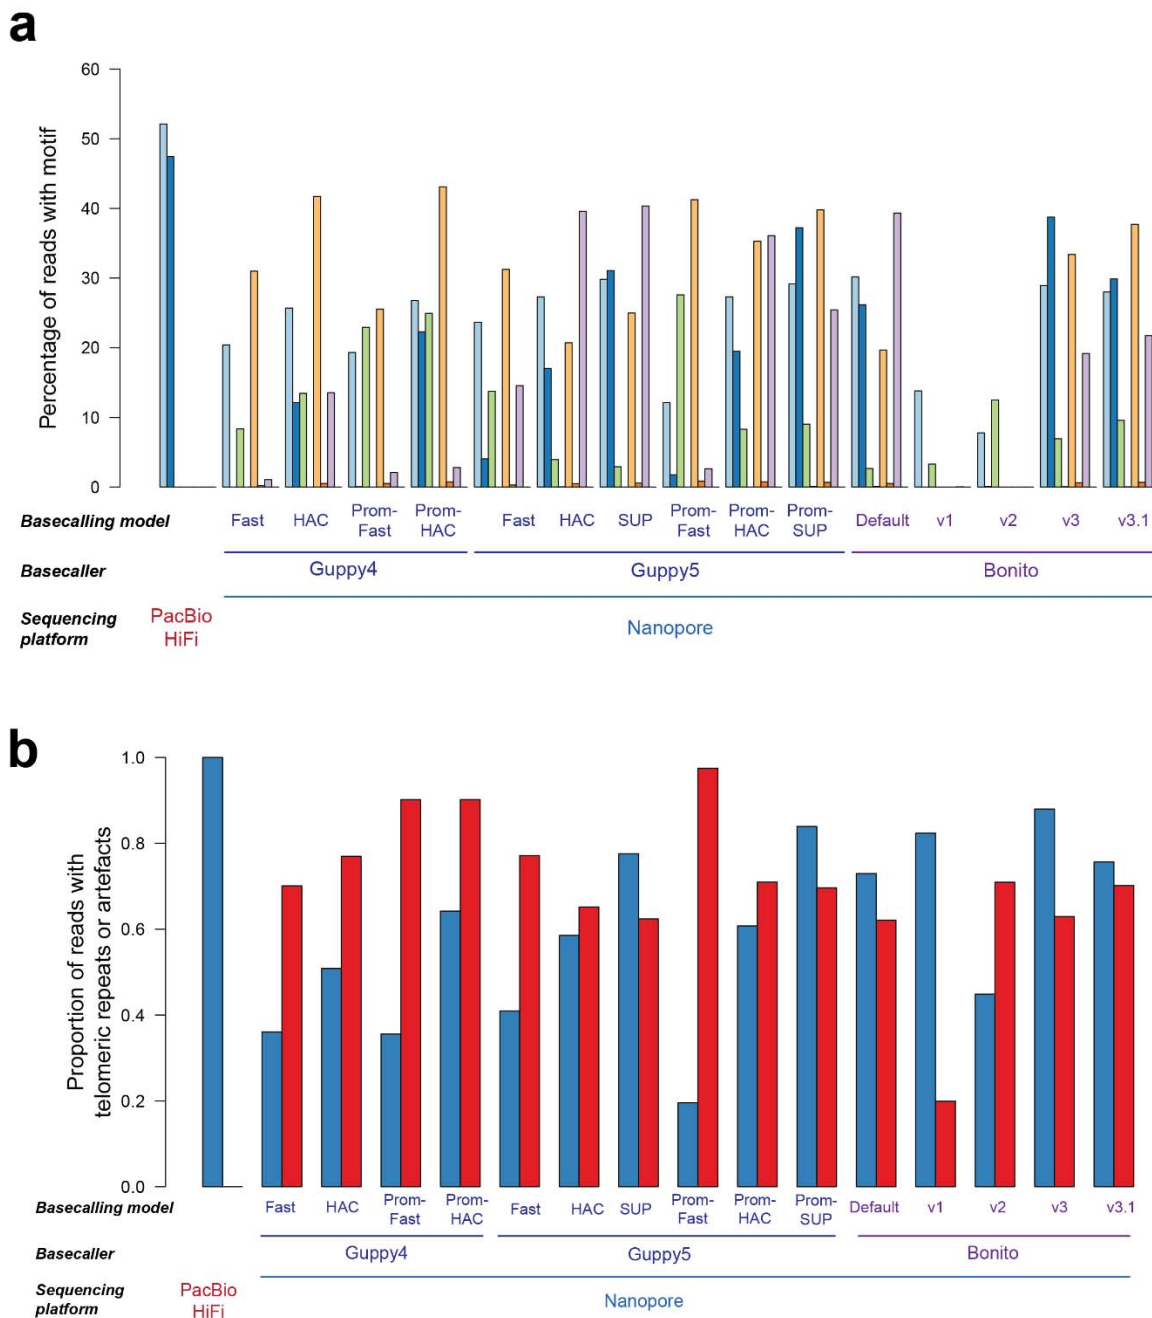 a
Percentage of reads with motif
60
50
40
30
20
10
0
Basecalling model
Fast HAC Prom-Fast Prom-HAC Fast HAC SUP Prom-Fast Prom-HAC Prom-SUP Default v1 v2 v3 v3.1
Basecaller
Guppy4 Guppy5 Bonito
Sequencing platform
PacBio HiFi
Nanopore
b
Proportion of reads with
telomeric repeats or artefacts
1.0
0.8
0.6
0.4
0.2
0.0
Basecalling model
Fast HAC Prom-Fast Prom-HAC Fast HAC SUP Prom-Fast Prom-HAC Prom-SUP Default v1 v2 v3 v3.1
Basecaller
Guppy4 Guppy5 Bonito
Sequencing platform
PacBio HiFi
Nanopore